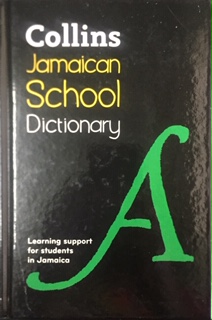 Collins
Jamaican
School
Dictionary
A
Learning support
for students
in Jamaica